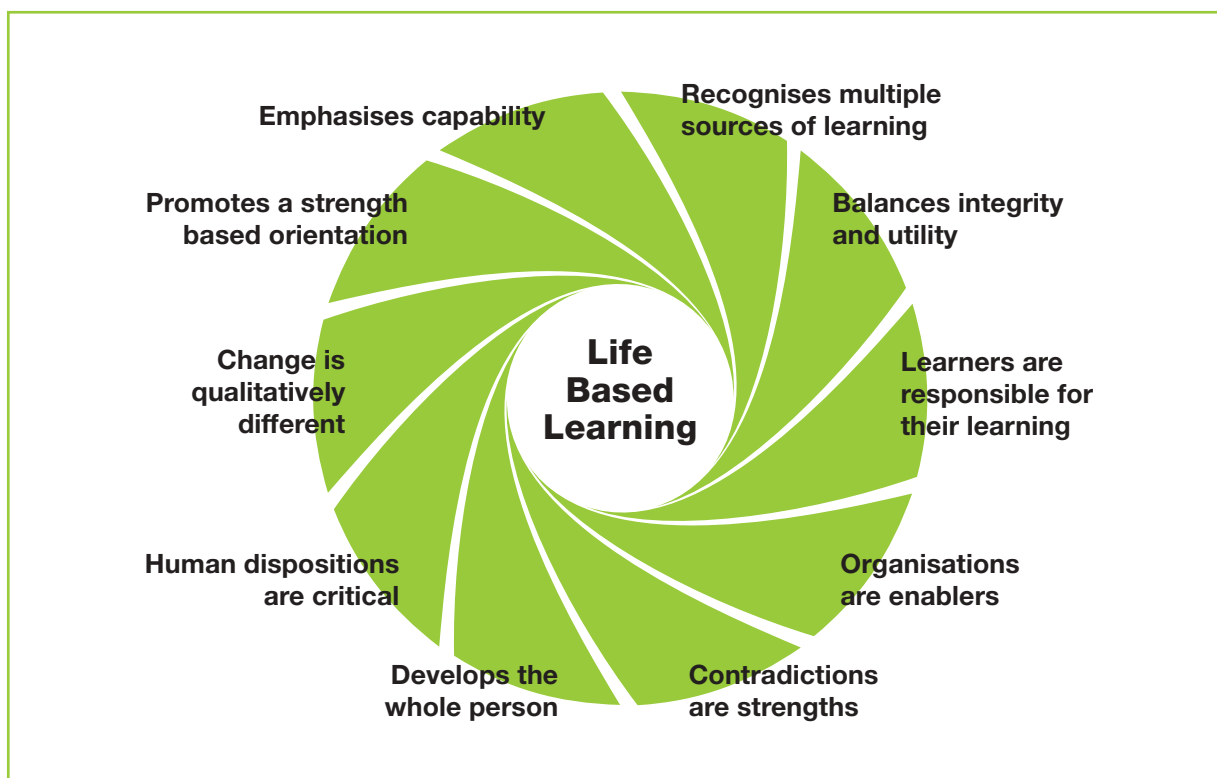 Emphasises capability
Recognises multiple
sources of learning
Promotes a strength
based orientation
Balances integrity
and utility
Life
Based
Learning
Change is
qualitatively
different
Learners are
responsible for
their learning
Human dispositions
are critical
Organisations
are enablers
Develops the
whole person
Contradictions
are strengths